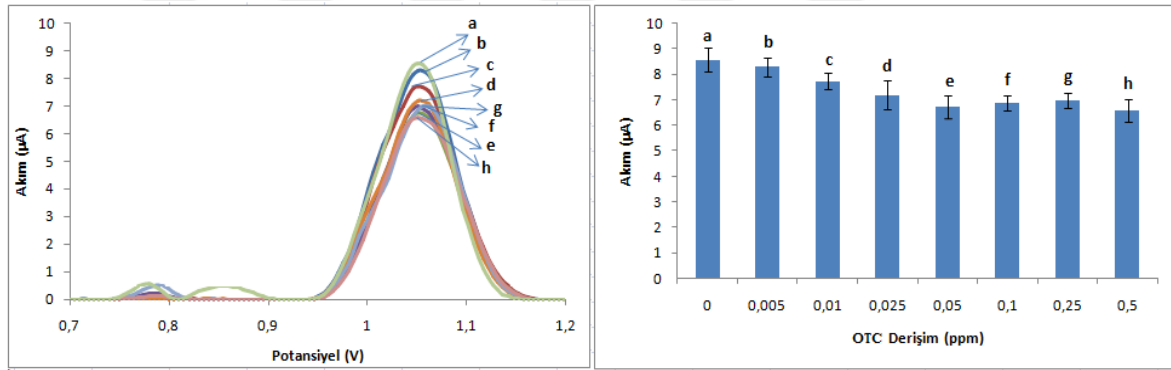 10
9
8
7
6
5
4
3
2
1
0
Akım (µA)
a
b
c
d
g
f
e
h
0,7 0,8 0,9 1 1,1 1,2
Potansiyel (V)
10
9
8
7
6
5
4
3
2
1
0
Akım (µA)
a b c d e f g h
0 0,005 0,01 0,025 0,05 0,1 0,25 0,5
OTC Derişim (ppm)